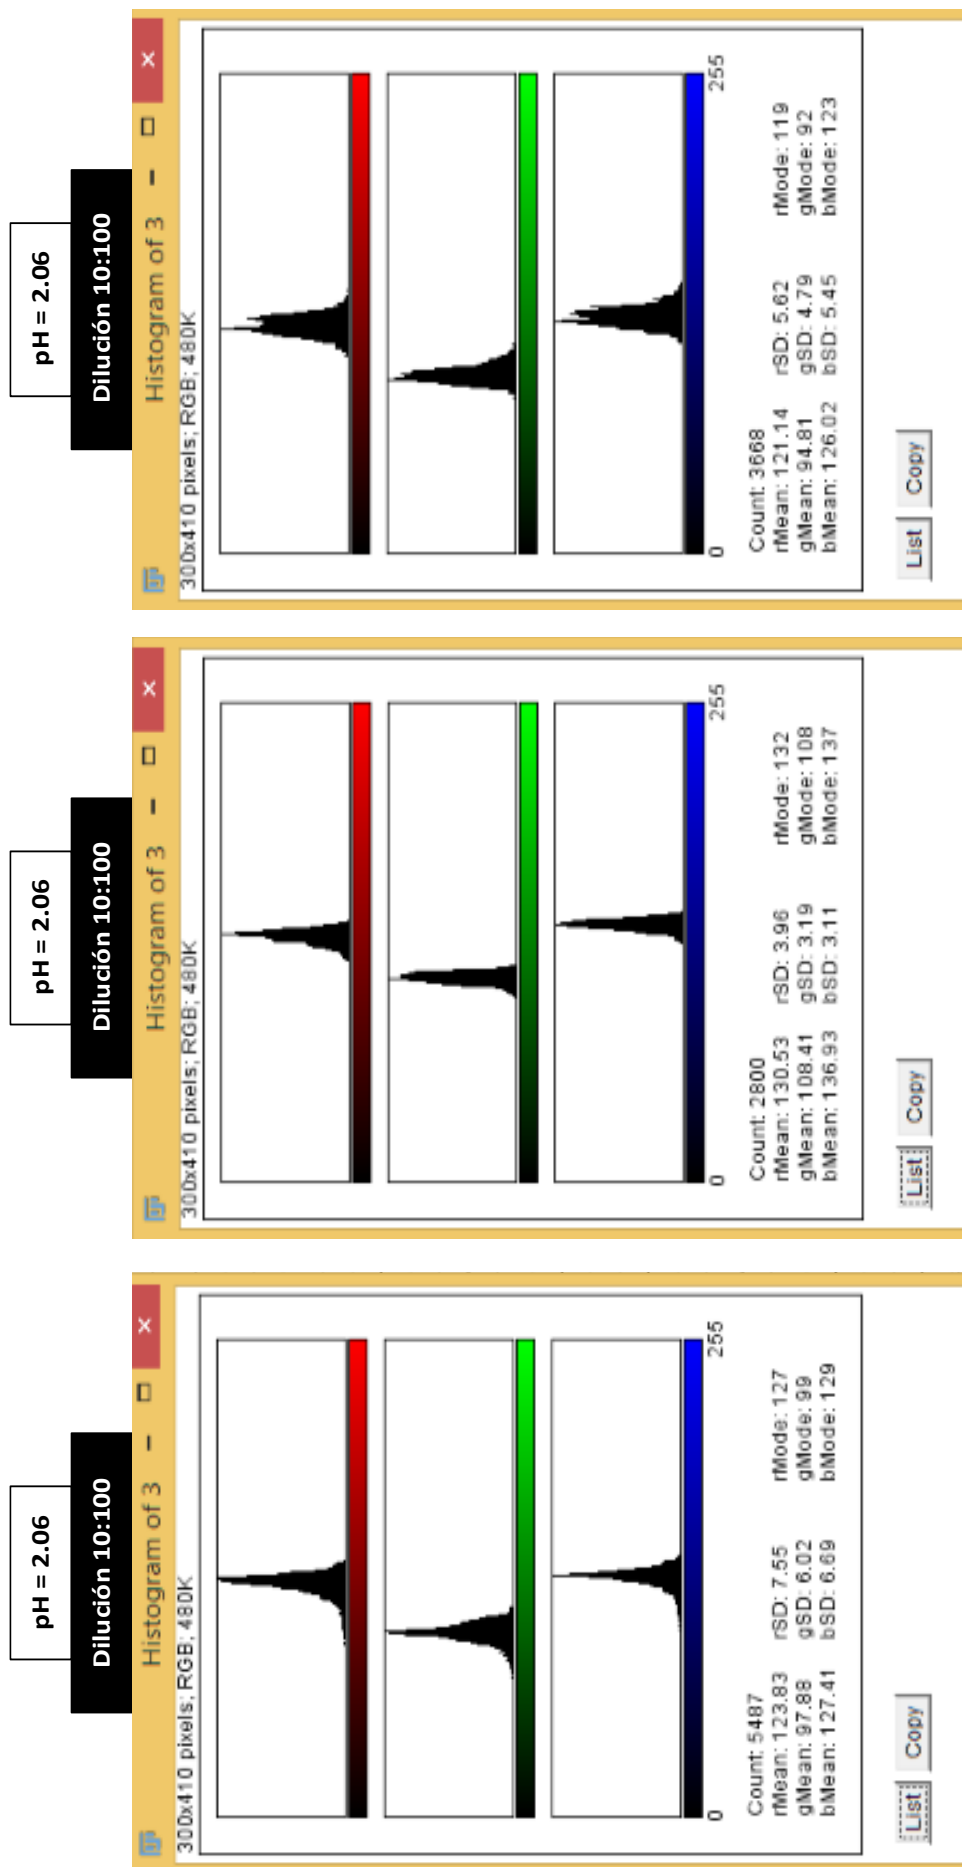 pH = 2.06
Dilución 10:100
Histogram of 3
300x410 pixels; RGB; 480K
0 255
Count: 5487
rMean: 123.83 rSD: 7.55 rMode: 127
gMean: 97.88 gSD: 6.02 gMode: 99
bMean: 127.41 bSD: 6.69 bMode: 129
List Copy
pH = 2.06
Dilución 10:100
Histogram of 3
300x410 pixels; RGB; 480K
0 255
Count: 2800
rMean: 130.53 rSD: 3.96 rMode: 132
gMean: 108.41 gSD: 3.19 gMode: 108
bMean: 136.93 bSD: 3.11 bMode: 137
List Copy
pH = 2.06
Dilución 10:100
Histogram of 3
300x410 pixels; RGB; 480K
0 255
Count: 3668
rMean: 121.14 rSD: 5.62 rMode: 119
gMean: 94.81 gSD: 4.79 gMode: 92
bMean: 126.02 bSD: 5.45 bMode: 123
List Copy